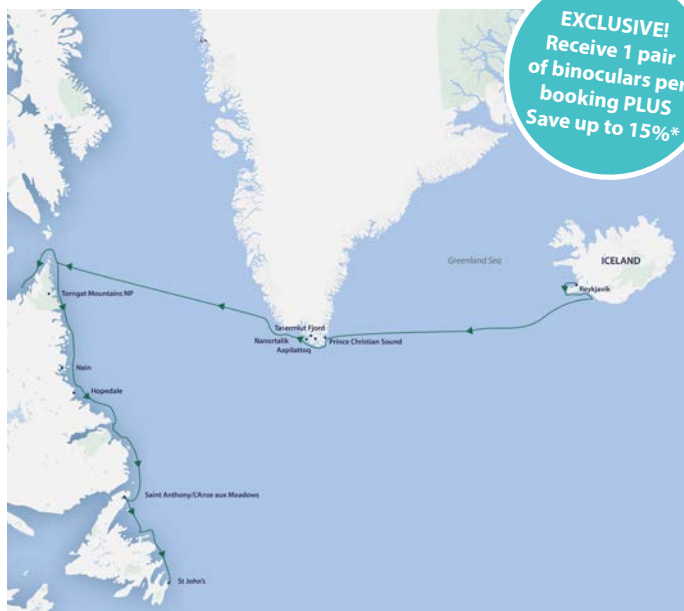 EXCLUSIVE!
Receive 1 pair
of binoculars per
booking PLUS
Save up to 15%*
Greenland Sea
ICELAND
Reykjavik
Torngat Mountains NP
Tasermiut Fjord
Nanortalik
Prince Christian Sound
Aapilattoq
Nain
Hopedale
Saint Anthony/L'Anse aux Meadows
St John's